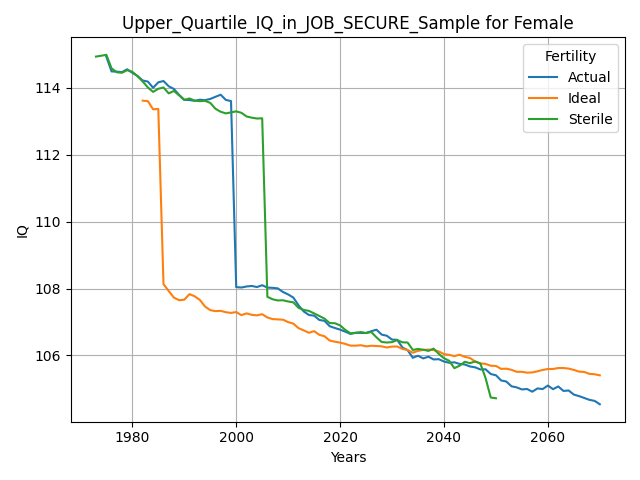 Upper_Quartile_IQ_in_JOB_SECURE_Sample for Female
Fertility
Actual
Ideal
Sterile
IQ
114
112
110
108
106
1980
2000
2020
2040
2060
Years